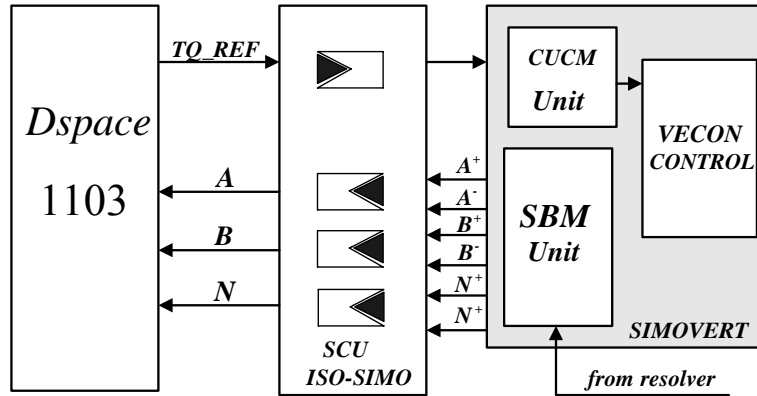 TQ_REF
Dspace
1103
A
B
N
SCU
ISO-SIMO
A+
A-
B+
B-
N+
N+
CUCM
Unit
VECON
CONTROL
SBM
Unit
SIMOVERT
from resolver